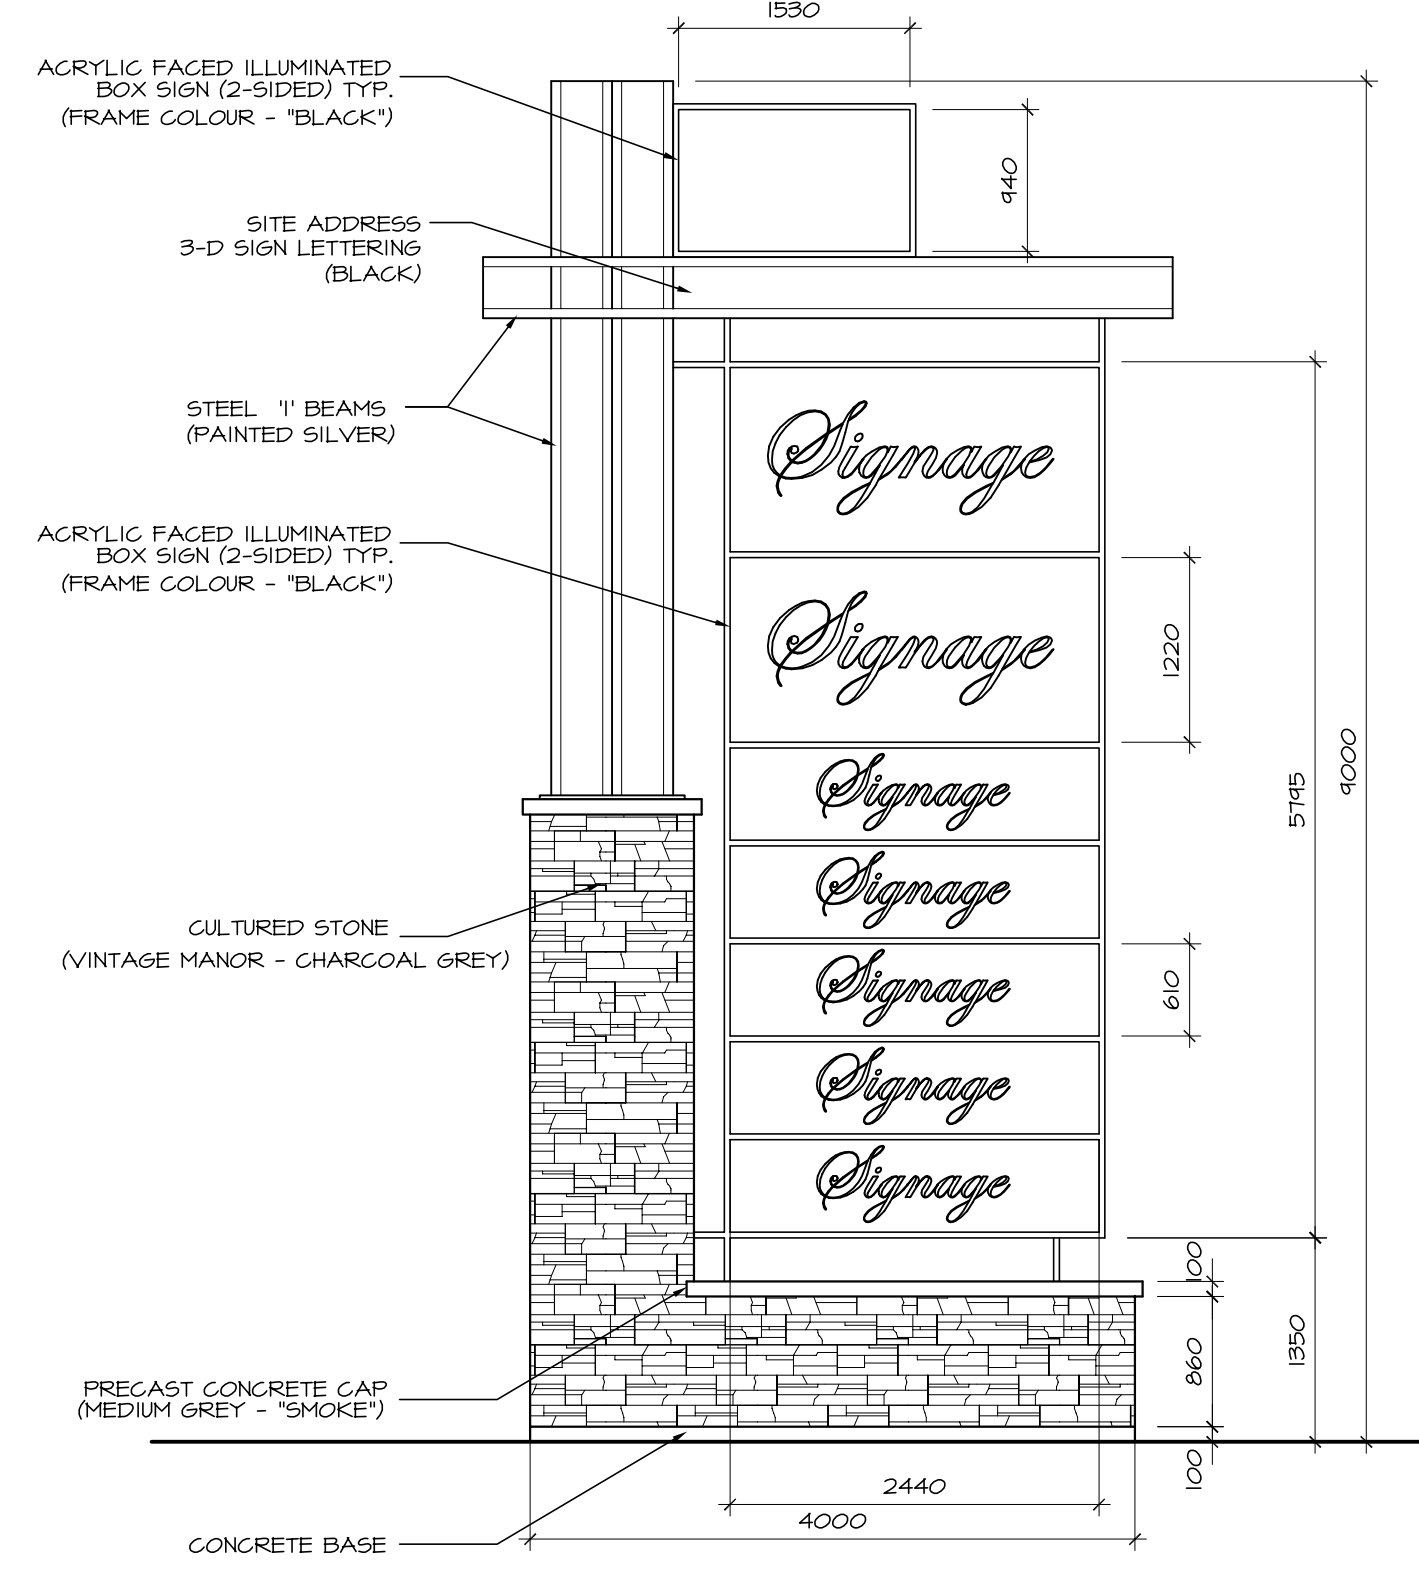 1530
ACRYLIC FACED ILLUMINATED
BOX SIGN (2-SIDED) TYP.
(FRAME COLOUR - "BLACK")
940
SITE ADDRESS
3-D SIGN LETTERING
(BLACK)
STEEL 'I' BEAMS
(PAINTED SILVER)
Signage
ACRYLIC FACED ILLUMINATED
BOX SIGN (2-SIDED) TYP.
(FRAME COLOUR - "BLACK")
Signage
1220
9000
5795
Signage
Signage
CULTURED STONE
(VINTAGE MANOR - CHARCOAL GREY)
Signage
610
Signage
Signage
100
1350
860
PRECAST CONCRETE CAP
(MEDIUM GREY - "SMOKE")
100
2440
4000
CONCRETE BASE